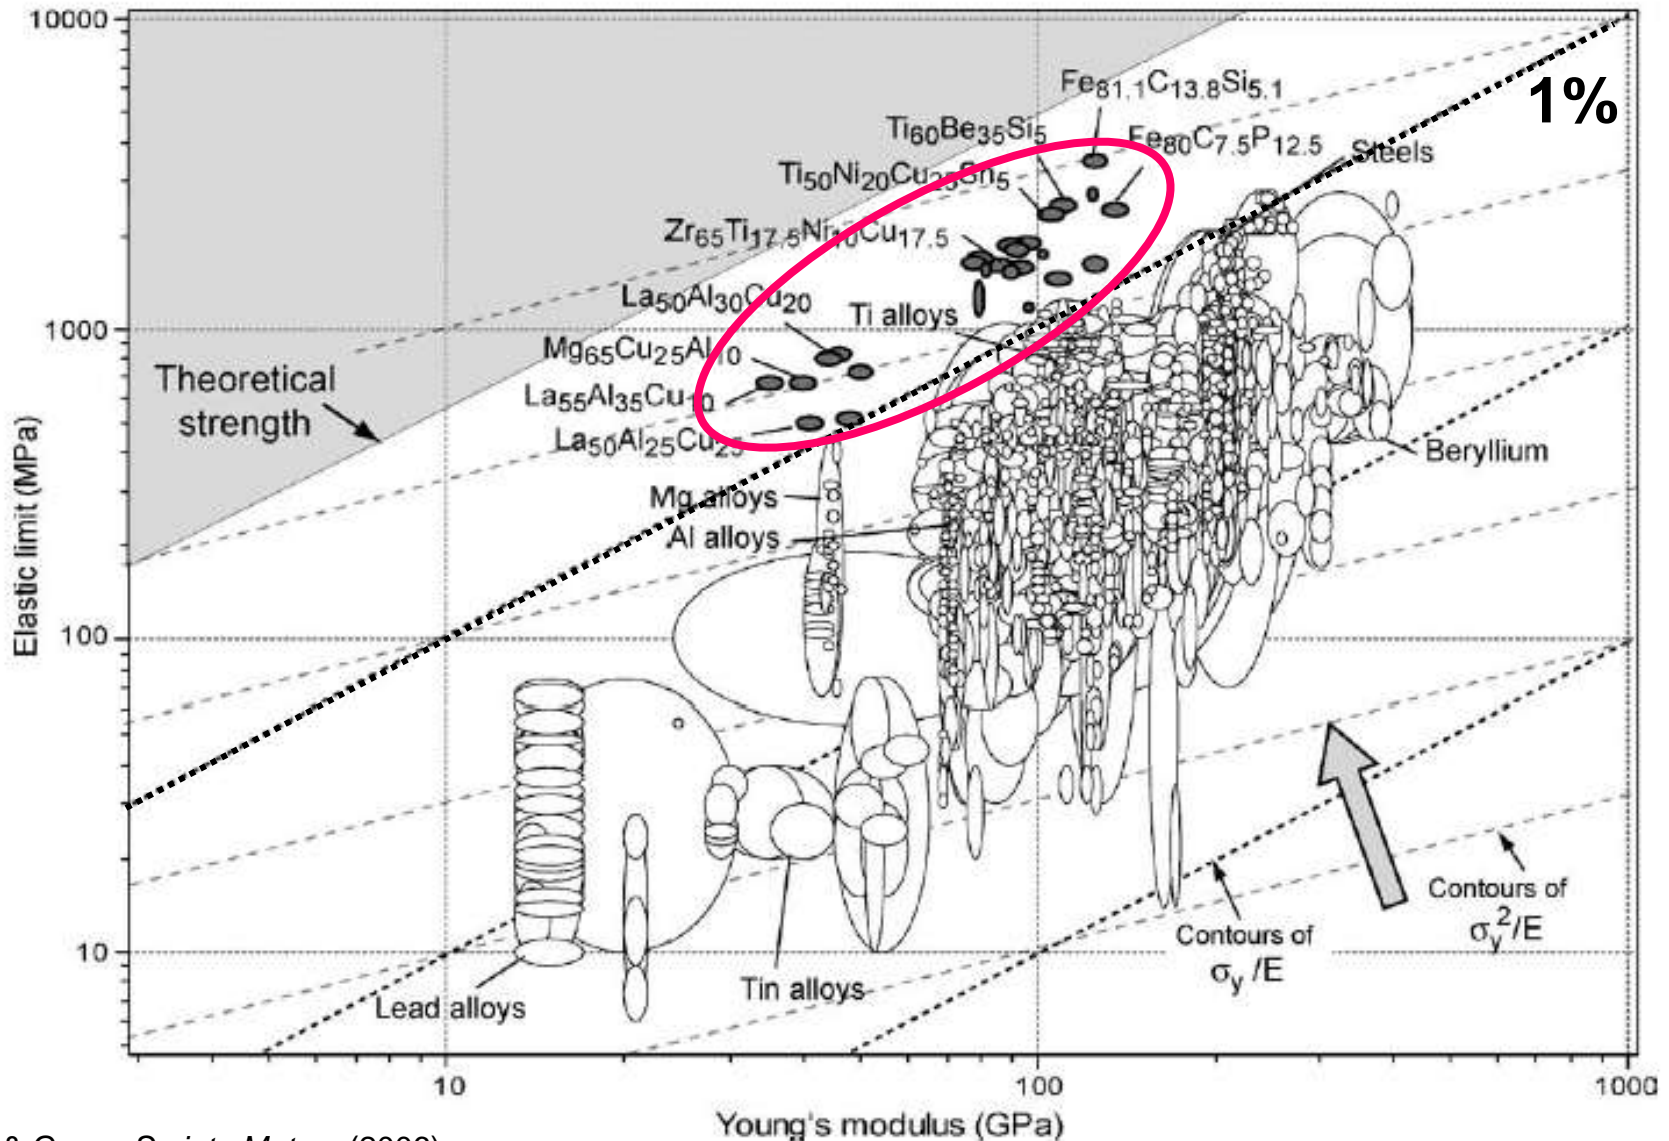 10000
1%
Fe81.1C13.8Si5.1
Ti60Be35Si5
Fe80C7.5P12.5
Steels
Ti50Ni20Cu25Sn5
Zr65Ti17.5Ni10Cu17.5
La50Al30Cu20
Ti alloys
1000
Mg65Cu25Al10
Theoretical
strength
La55Al35Cu10
La50Al25Cu25
Beryllium
Elastic limit (MPa)
Mg alloys
Al alloys
100
Contours of
σy2/E
Contours of
σy /E
10
Tin alloys
Lead alloys
10
100
1000
Young's modulus (GPa)